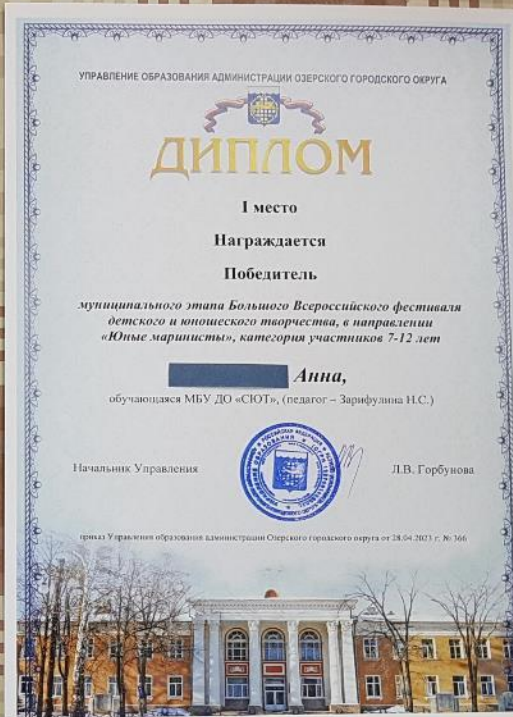 УПРАВЛЕНИЕ ОБРАЗОВАНИЯ АДМИНИСТРАЦИИ ОЗЕРСКОГО ГОРОДСКОГО ОКРУГА
ДИПЛОМ
I место
Награждается
Победитель
муниципального этапа Большого Всероссийского фестиваля
детского и юношеского творчества, в направлении
«Юные маринисты», категория участников 7-12 лет
Анна,
обучающаяся МБУ ДО «СЮТ», (педагог – Зарифулина Н.С.)
Начальник Управления
Л.В. Горбунова
приказ Управления образования администрации Озерского городского округа от 28.04.2023 г. № 366